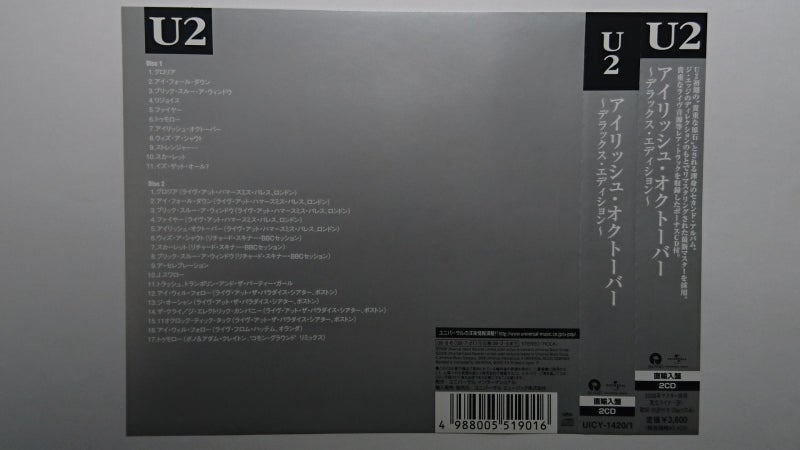 U2
Disc 1
1.グロリア
2.アイ・フォール・ダウン
3.ブリック・スルー・ア・ウィンドウ
4.リジョイス
5.ファイヤー
6.トゥモロー
7.アイリッシュ・オクトーバー
8.ウィズ・ア・シャウト
9.ストレンジャー・・
10.スカーレット
11.イズ・ザット・オール?
Disc 2
1.グロリア(ライヴ・アット・ハマースミス・パレス、ロンドン)
2.アイ・フォール・ダウン(ライヴ・アット・ハマースミス・パレス、ロンドン)
3.ブリック・スルー・ア・ウィンドウ(ライヴ・アット・ハマースミス・パレス、ロンドン)
4.ファイヤー(ライヴ・アット・ハマースミス・パレス、ロンドン)
5.アイリッシュ・オクトーバー(ライヴ・アット・ハマースミス・パレス、ロンドン)
6.ウィズ・ア・シャウト(リチャード・スキナー・BBCセッション)
7.スカーレット(リチャード・スキナー・BBCセッション)
8.ブリック・スルー・ア・ウィンドウ(リチャード・スキナー・BBCセッション)
9.ア・セレブレーション
10.J.スワロー
11.トラッシュ、トランポリン・アンド・ザ・パーティー・ガール
12.アイ・ウィル・フォロー(ライヴ・アット・ザ・パラダイス・シアター、ボストン)
13.ジ・オーシャン(ライヴ・アット・ザ・パラダイス・シアター、ボストン)
14.ザ・クライ/ジ・エレクトリック・カンパニー(ライヴ・アット・ザ・パラダイス・シアター、ボストン)
15.11オクロック・ティック・タック(ライヴ・アット・ザ・パラダイス・シアター、ボストン)
16.アイ・ウィル・フォロー(ライヴ・フロム・ハッテム、オランダ)
17.トゥモロー(ボノ&アダム・クレイトン、'コモン・グラウンド' リミックス)
STEREO
発売:ユニバーサル インターナショナル
4 988005 519016
U
2
アイリッシュ・オクトーバー
~デラックス・エディション~
直輸入盤
2CD
UICY-1420/1
U2
アイリッシュ・オクトーバー
~デラックス・エディション~
直輸入盤
2CD
定価¥3,600